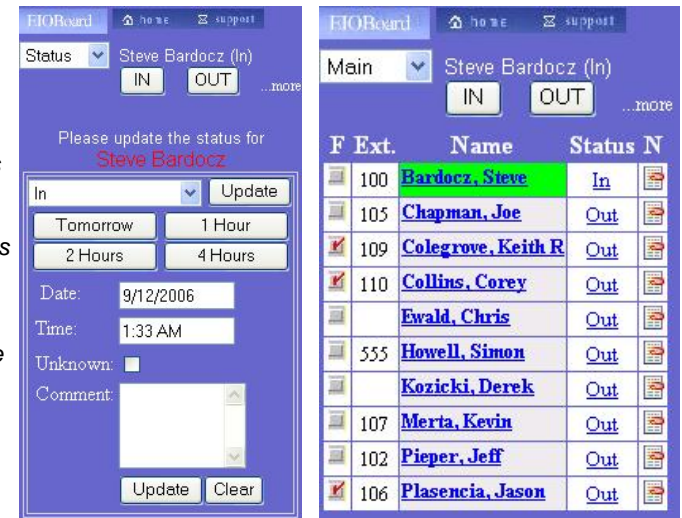 EIOBoard home support
Status Steve Bardocz (In)
IN OUT ...more
Please update the status for
Steve Bardocz
In Update
Tomorrow 1 Hour
2 Hours 4 Hours
Date: 9/12/2006
Time: 1:33 AM
Unknown:
Comment:
Update Clear
EIOBoard home support
Main Steve Bardocz (In)
IN OUT ...more
F Ext. Name Status N
100 Bardocz, Steve In
105 Chapman, Joe Out
109 Colegrove, Keith R Out
110 Collins, Corey Out
Ewald, Chris Out
555 Howell, Simon Out
Kozicki, Derek Out
107 Merta, Kevin Out
102 Pieper, Jeff Out
106 Plasencia, Jason Out